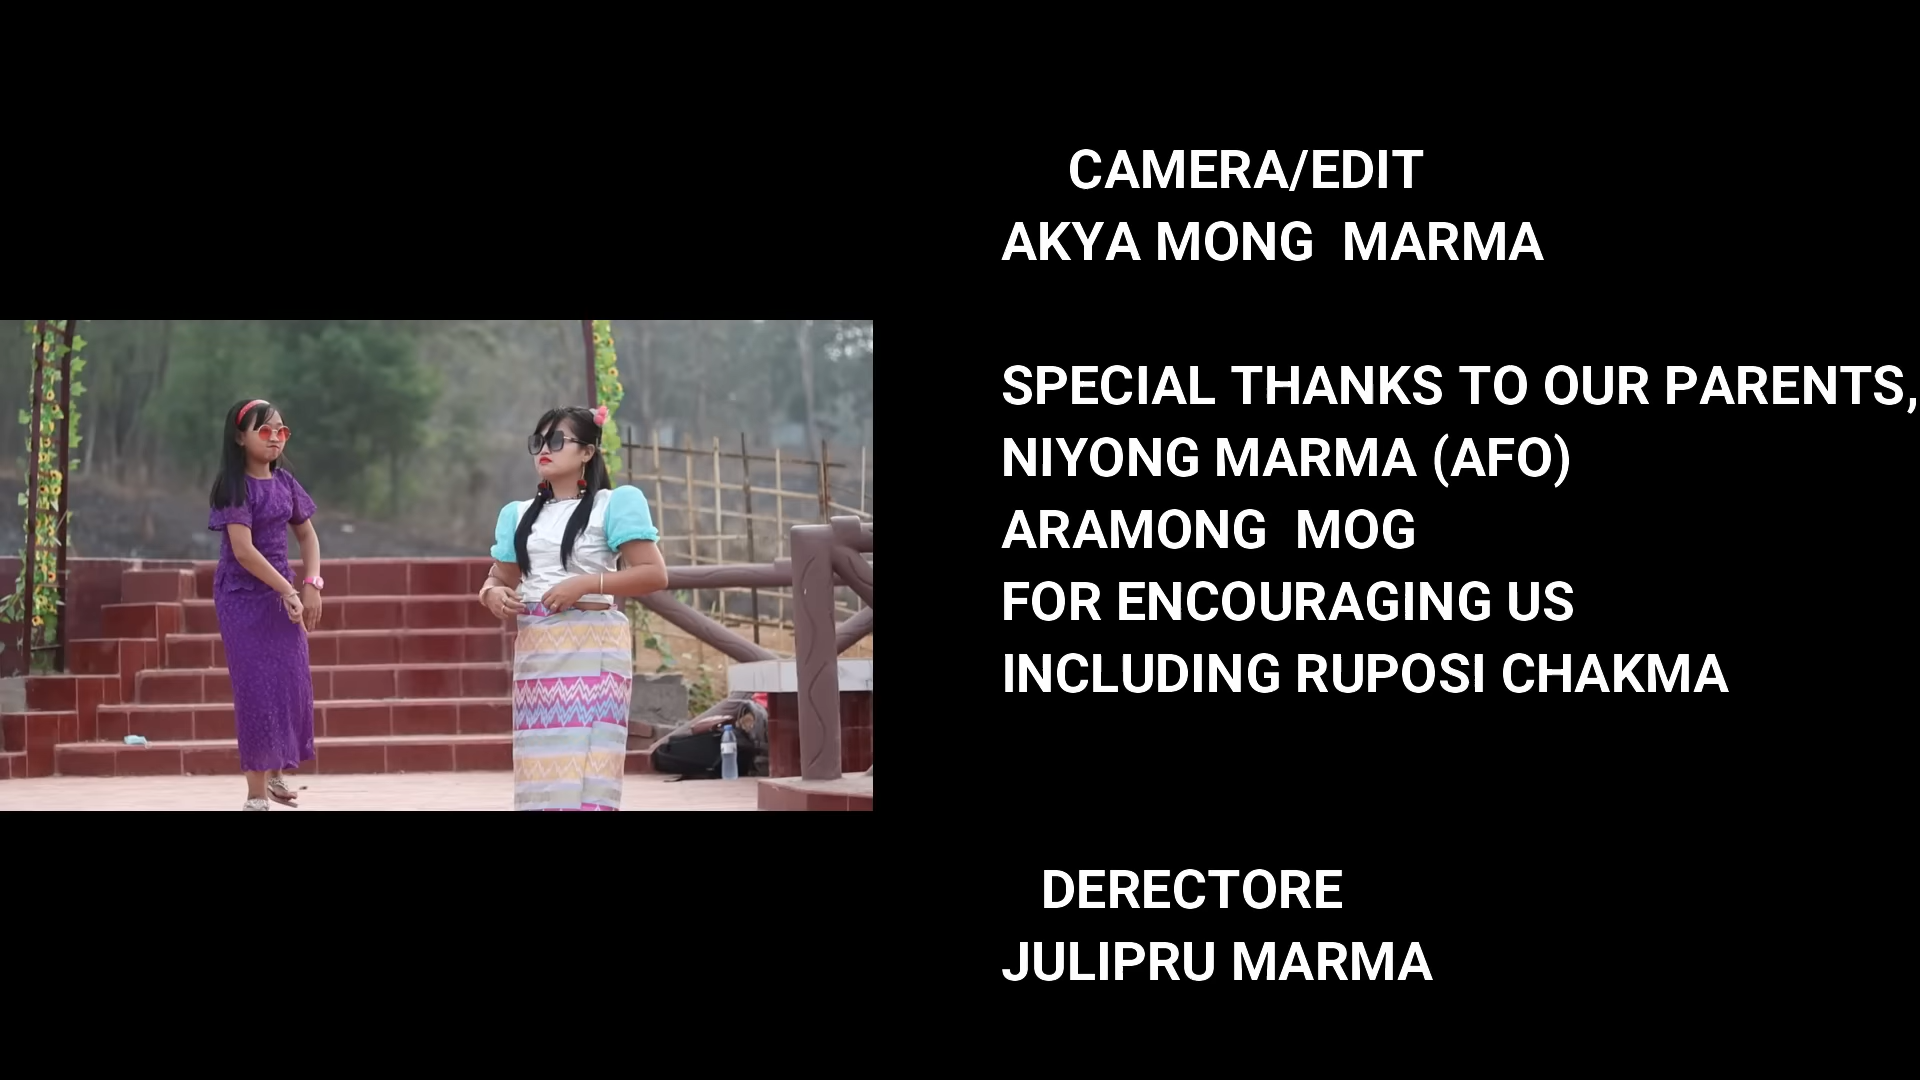 CAMERA/EDIT
AKYA MONG  MARMA
SPECIAL THANKS TO OUR PARENTS,
NIYONG MARMA (AFO)
ARAMONG  MOG
FOR ENCOURAGING US
INCLUDING RUPOSI CHAKMA
DERECTORE
JULIPRU MARMA